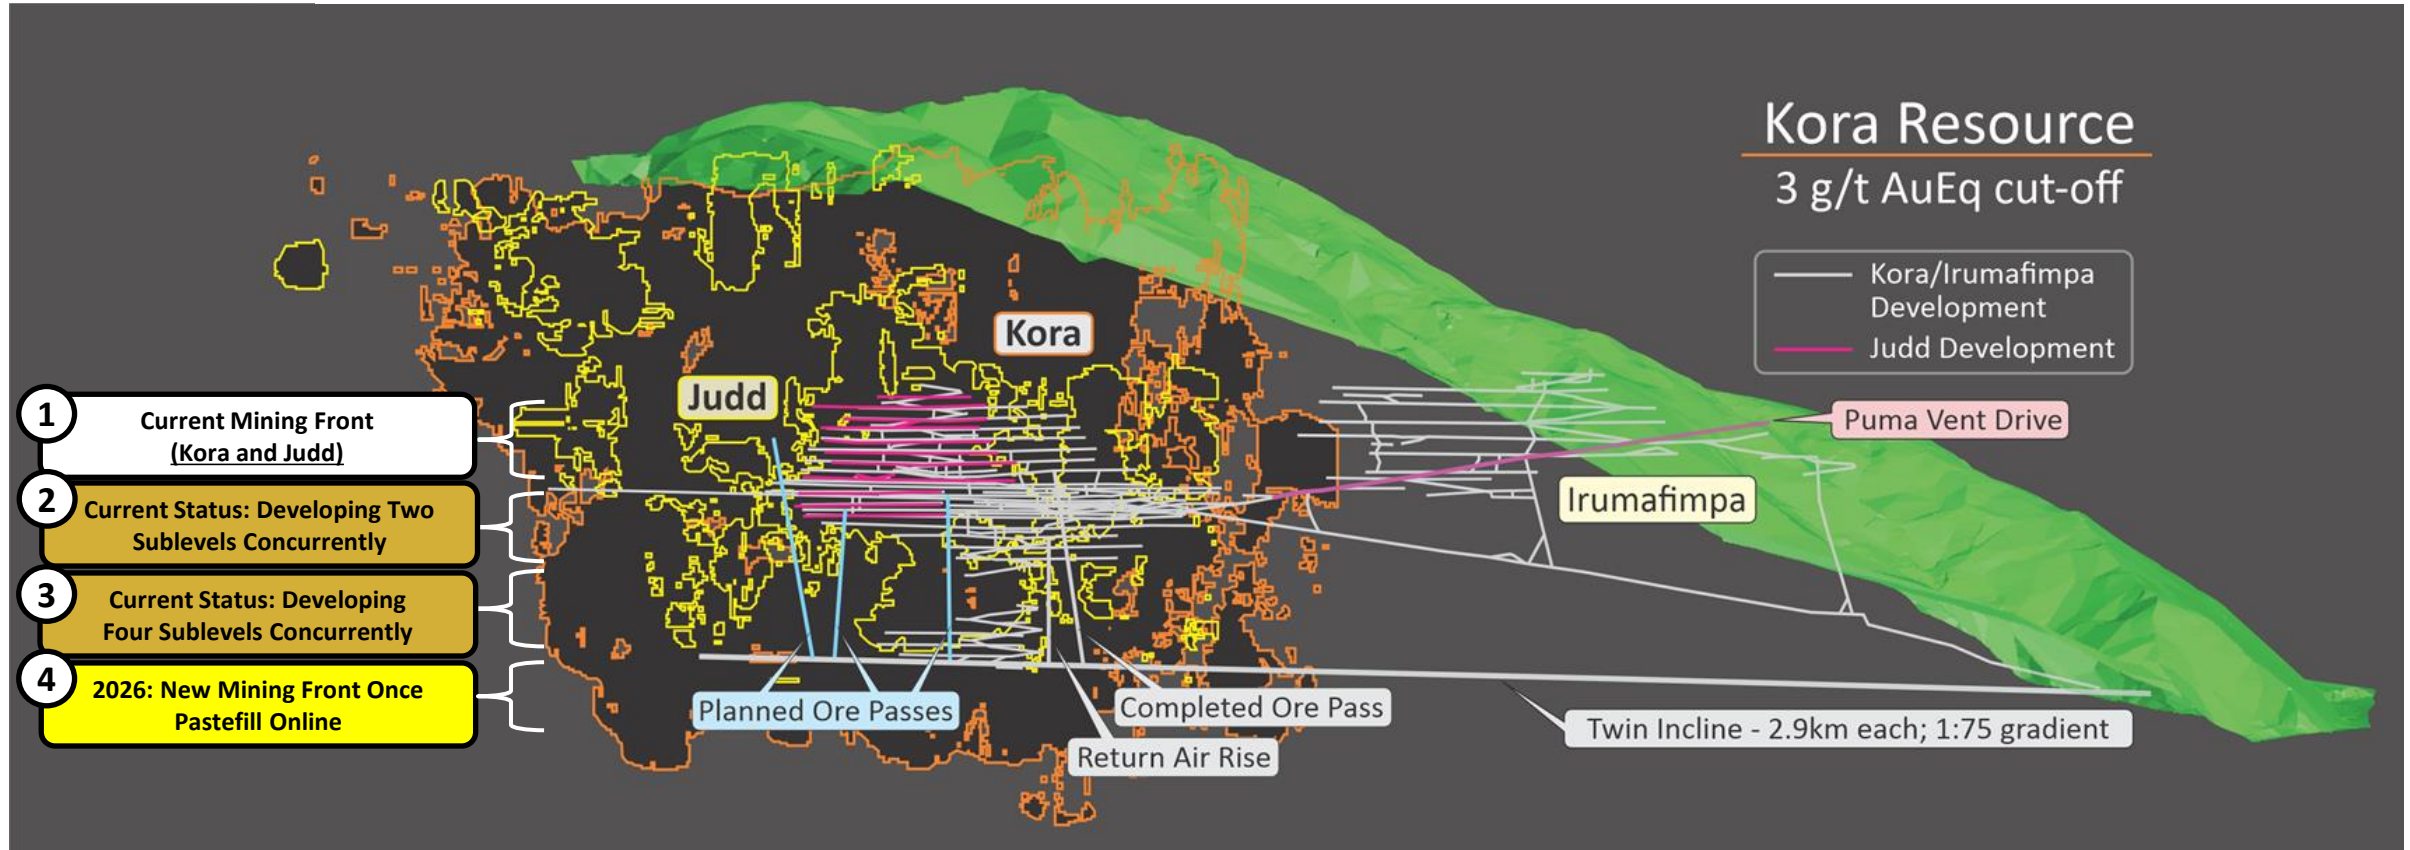 Kora Resource
3 g/t AuEq cut-off
Kora/Irumafimpa
Development
Judd Development
Kora
Judd
1
Current Mining Front
(Kora and Judd)
2
Current Status: Developing Two
Sublevels Concurrently
3
Current Status: Developing
Four Sublevels Concurrently
4
2026: New Mining Front Once
Pastefill Online
Puma Vent Drive
Irumafimpa
Planned Ore Passes
Completed Ore Pass
Return Air Rise
Twin Incline - 2.9km each; 1:75 gradient